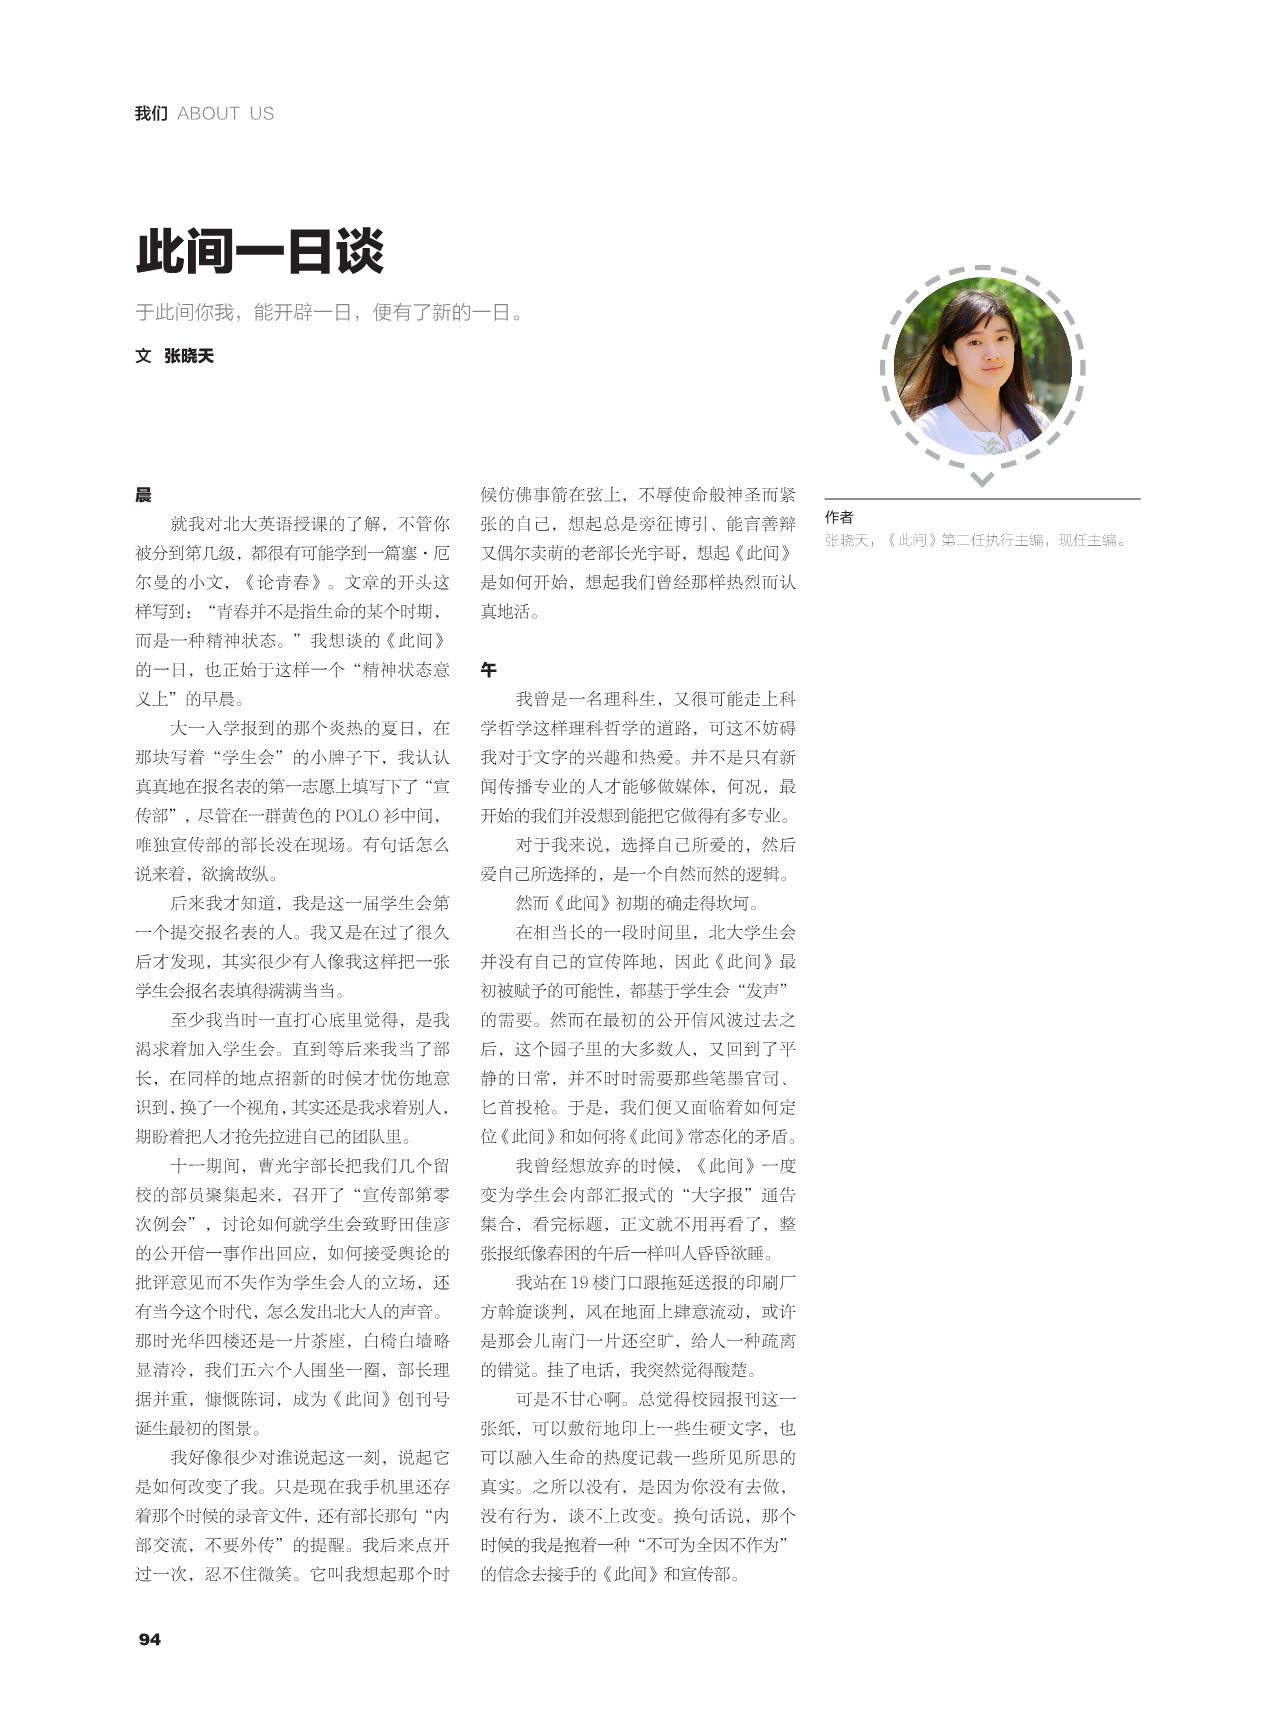 我们 ABOUT US
此间一日谈
于此间你我，能开辟一日，便有了新的一日。
文 张晓天
晨
就我对北大英语授课的了解，不管你
被分到第几级，都很有可能学到一篇塞·厄
尔曼的小文，《论青春》。文章的开头这
样写到：“青春并不是指生命的某个时期，
而是一种精神状态。”我想谈的《此间》
的一日，也正始于这样一个“精神状态意
义上”的早晨。
大一入学报到的那个炎热的夏日，在
那块写着“学生会”的小牌子下，我认认
真真地在报名表的第一志愿上填写下了“宣
传部”，尽管在一群黄色的 POLO 衫中间，
唯独宣传部的部长没在现场。有句话怎么
说来着，欲擒故纵。
后来我才知道，我是这一届学生会第
一个提交报名表的人。我又是在过了很久
后才发现，其实很少有人像我这样把一张
学生会报名表填得满满当当。
至少我当时一直打心底里觉得，是我
渴求着加入学生会。直到等后来我当了部
长，在同样的地点招新的时候才忧伤地意
识到，换了一个视角，其实还是我求着别人，
期盼着把人才抢先拉进自己的团队里。
十一期间，曹光宇部长把我们几个留
校的部员聚集起来，召开了“宣传部第零
次例会”，讨论如何就学生会致野田佳彦
的公开信一事作出回应，如何接受舆论的
批评意见而不失作为学生会人的立场，还
有当今这个时代，怎么发出北大人的声音。
那时光华四楼还是一片茶座，白椅白墙略
显清冷，我们五六个人围坐一圈，部长理
据并重，慷慨陈词，成为《此间》创刊号
诞生最初的图景。
我好像很少对谁说起这一刻，说起它
是如何改变了我。只是现在我手机里还存
着那个时候的录音文件，还有部长那句“内
部交流，不要外传”的提醒。我后来点开
过一次，忍不住微笑。它叫我想起那个时
候仿佛事箭在弦上，不辱使命般神圣而紧
张的自己，想起总是旁征博引、能言善辩
又偶尔卖萌的老部长光宇哥，想起《此间》
是如何开始，想起我们曾经那样热烈而认
真地活。
午
我曾是一名理科生，又很可能走上科
学哲学这样理科哲学的道路，可这不妨碍
我对于文字的兴趣和热爱。并不是只有新
闻传播专业的人才能够做媒体，何况，最
开始的我们并没想到能把它做得有多专业。
对于我来说，选择自己所爱的，然后
爱自己所选择的，是一个自然而然的逻辑。
然而《此间》初期的确走得坎坷。
在相当长的一段时间里，北大学生会
并没有自己的宣传阵地，因此《此间》最
初被赋予的可能性，都基于学生会“发声”
的需要。然而在最初的公开信风波过去之
后，这个园子里的大多数人，又回到了平
静的日常，并不时时需要那些笔墨官司、
匕首投枪。于是，我们便又面临着如何定
位《此间》和如何将《此间》常态化的矛盾。
我曾经想放弃的时候，《此间》一度
变为学生会内部汇报式的“大字报”通告
集合，看完标题，正文就不用再看了，整
张报纸像春困的午后一样叫人昏昏欲睡。
我站在 19 楼门口跟拖延送报的印刷厂
方斡旋谈判，风在地面上肆意流动，或许
是那会儿南门一片还空旷，给人一种疏离
的错觉。挂了电话，我突然觉得酸楚。
可是不甘心啊。总觉得校园报刊这一
张纸，可以敷衍地印上一些生硬文字，也
可以融入生命的热度记载一些所见所思的
真实。之所以没有，是因为你没有去做，
没有行为，谈不上改变。换句话说，那个
时候的我是抱着一种“不可为全因不作为”
的信念去接手的《此间》和宣传部。
作者
张晓天，《此间》第二任执行主编，现任主编。
94